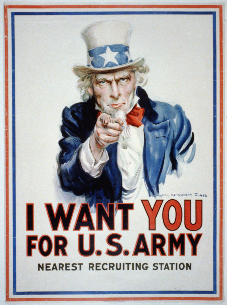 I WANT YOU
FOR U.S. ARMY
NEAREST RECRUITING STATION